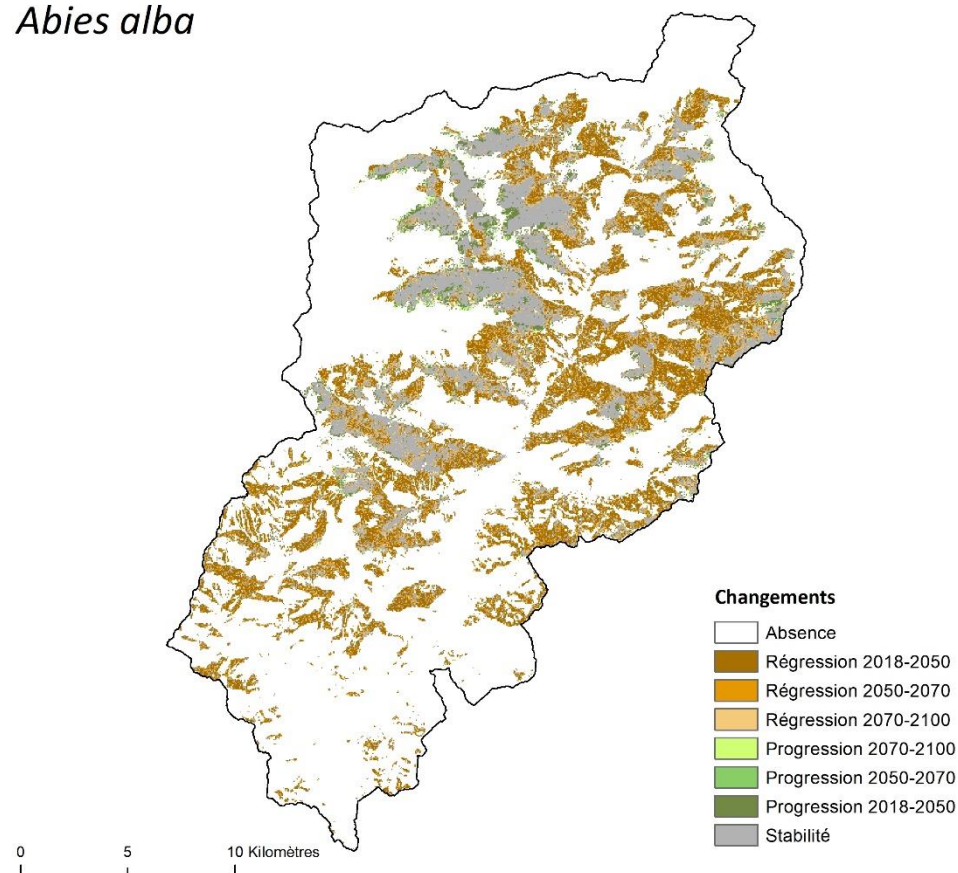 Abies alba
Changements
Absence
Régression 2018-2050
Régression 2050-2070
Régression 2070-2100
Progression 2070-2100
Progression 2050-2070
Progression 2018-2050
Stabilité
0 5 10 Kilomètres